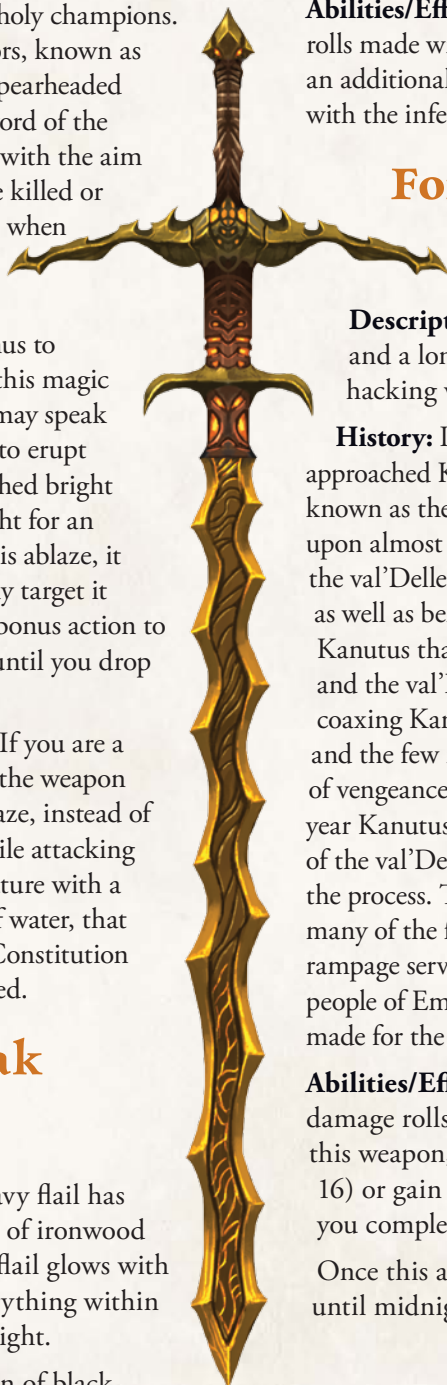 holy champions.
ors, known as
pearheaded
ord of the
with the aim
e killed or
when
us to
this magic
may speak
to erupt
hed bright
ht for an
is ablaze, it
y target it
bonus action to
until you drop
If you are a
the weapon
aze, instead of
ile attacking
ture with a
f water, that
Constitution
ed.
ak
vy flail has
of ironwood
flail glows with
ything within
ight.
n of black
Abilities/Eff
rolls made wi
an additional
with the infe
Fo
Descript
and a lon
hacking v
History: I
approached K
known as the
upon almost
the val'Delle
as well as be
Kanutus tha
and the val'
coaxing Kan
and the few
of vengeance
year Kanutus
of the val'De
the process. T
many of the f
rampage serv
people of Em
made for the
Abilities/Eff
damage rolls
this weapon
16) or gain
you comple
Once this a
until midnig